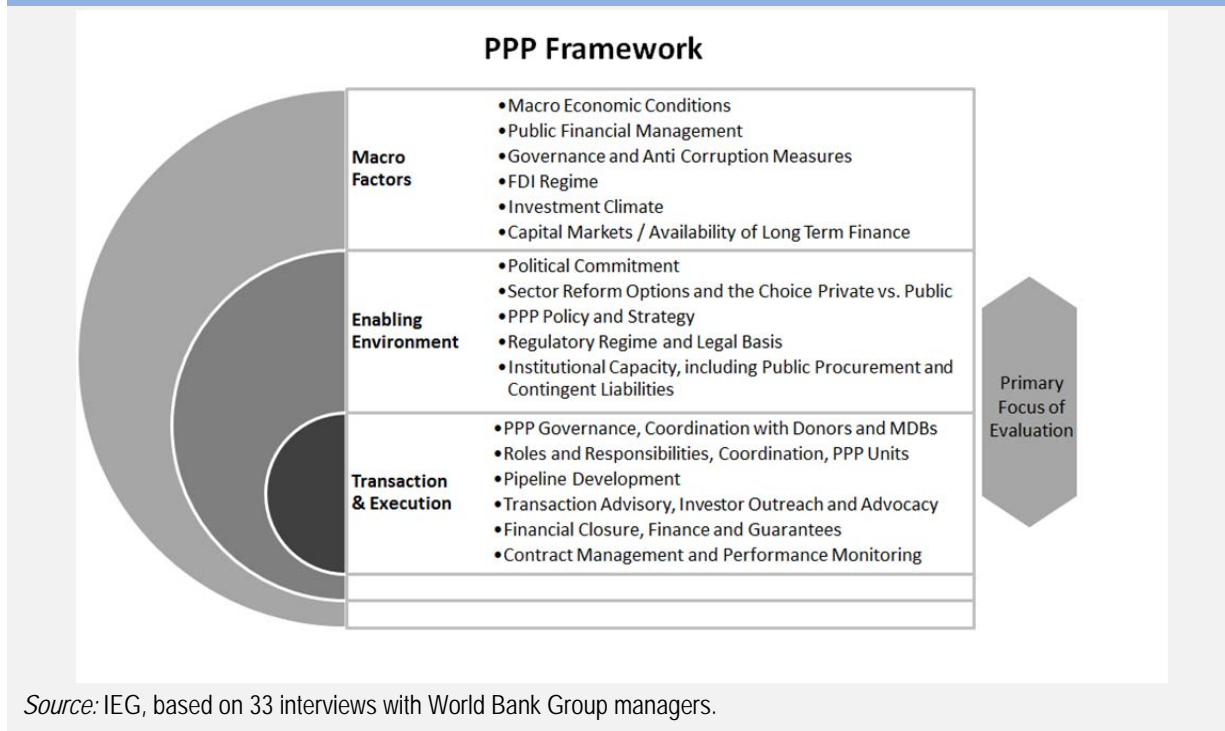 PPP Framework
Macro
Factors
•Macro Economic Conditions
•Public Financial Management
•Governance and Anti Corruption Measures
•FDI Regime
•Investment Climate
•Capital Markets / Availability of Long Term Finance
Enabling
Environment
•Political Commitment
•Sector Reform Options and the Choice Private vs. Public
•PPP Policy and Strategy
•Regulatory Regime and Legal Basis
•Institutional Capacity, including Public Procurement and
Contingent Liabilities
Transaction
& Execution
•PPP Governance, Coordination with Donors and MDBs
•Roles and Responsibilities, Coordination, PPP Units
•Pipeline Development
•Transaction Advisory, Investor Outreach and Advocacy
•Financial Closure, Finance and Guarantees
•Contract Management and Performance Monitoring
Primary
Focus of
Evaluation
Source: IEG, based on 33 interviews with World Bank Group managers.